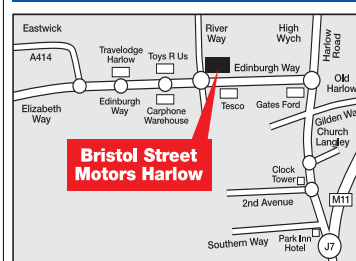 Eastwick
River
Way
High
Wych
Harlow
Road
A414
Travelodge
Harlow
Toys R Us
Edinburgh Way
Old
Harlow
Elizabeth
Way
Edinburgh
Way
Carphone
Warehouse
Tesco
Gates Ford
Gilden Way
Church
Langley
Bristol Street
Motors Harlow
Clock
Tower
2nd Avenue
M11
Southern Way
Park Inn
Hotel
J7